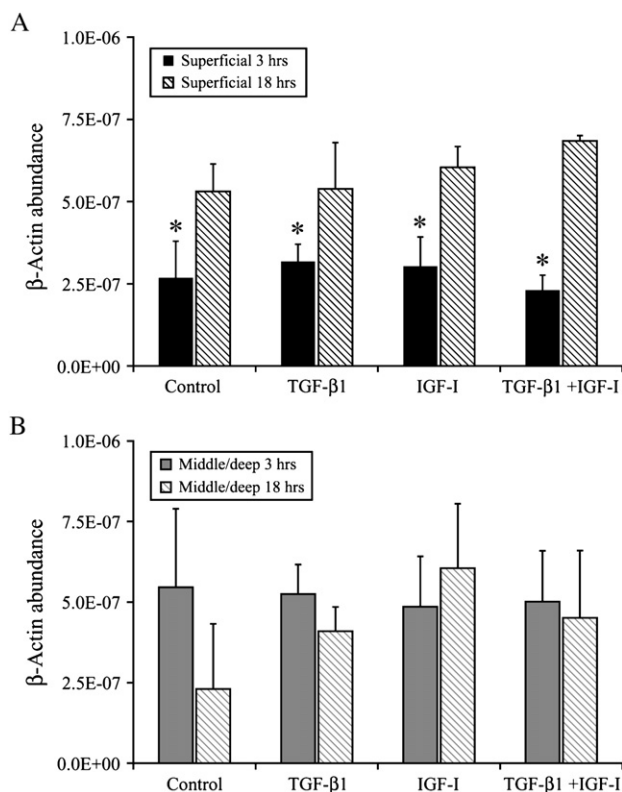 A
1.0E-06
7.5E-07
5.0E-07
2.5E-07
0.0E+00
β-Actin abundance
Superficial 3 hrs
Superficial 18 hrs
*
*
*
*
Control TGF-β1 IGF-I TGF-β1 +IGF-I
B
1.0E-06
7.5E-07
5.0E-07
2.5E-07
0.0E+00
β-Actin abundance
Middle/deep 3 hrs
Middle/deep 18 hrs
Control TGF-β1 IGF-I TGF-β1 +IGF-I